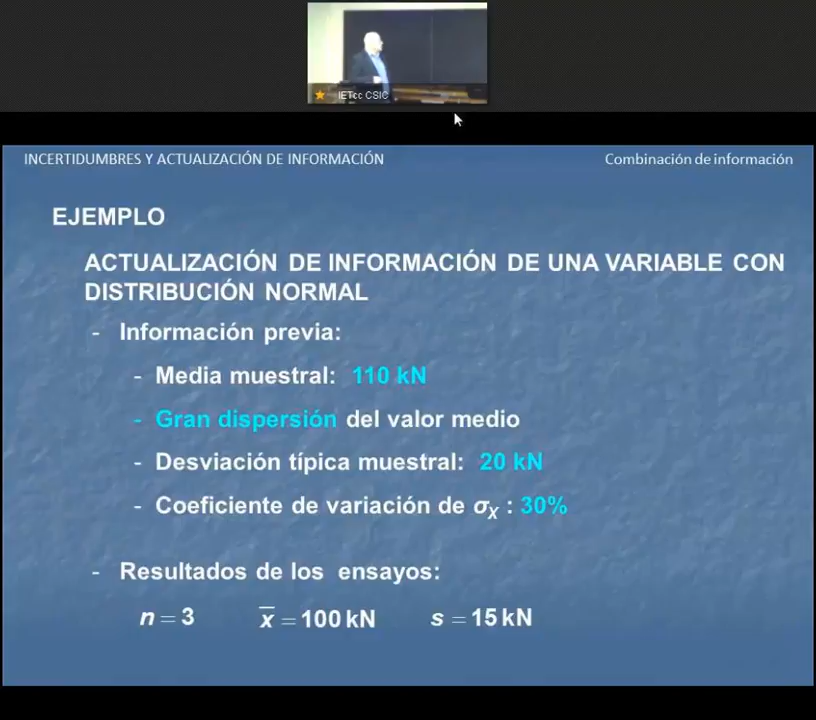 IETcc CSIC
INCERTIDUMBRES Y ACTUALIZACIÓN DE INFORMACIÓN
Combinación de información
EJEMPLO
ACTUALIZACIÓN DE INFORMACIÓN DE UNA VARIABLE CON
DISTRIBUCIÓN NORMAL
- Información previa:
- Media muestral: 110 kN
- Gran dispersión del valor medio
- Desviación típica muestral: 20 kN
- Coeficiente de variación de σX : 30%
- Resultados de los ensayos:
n = 3 x̄ = 100 kN s = 15 kN